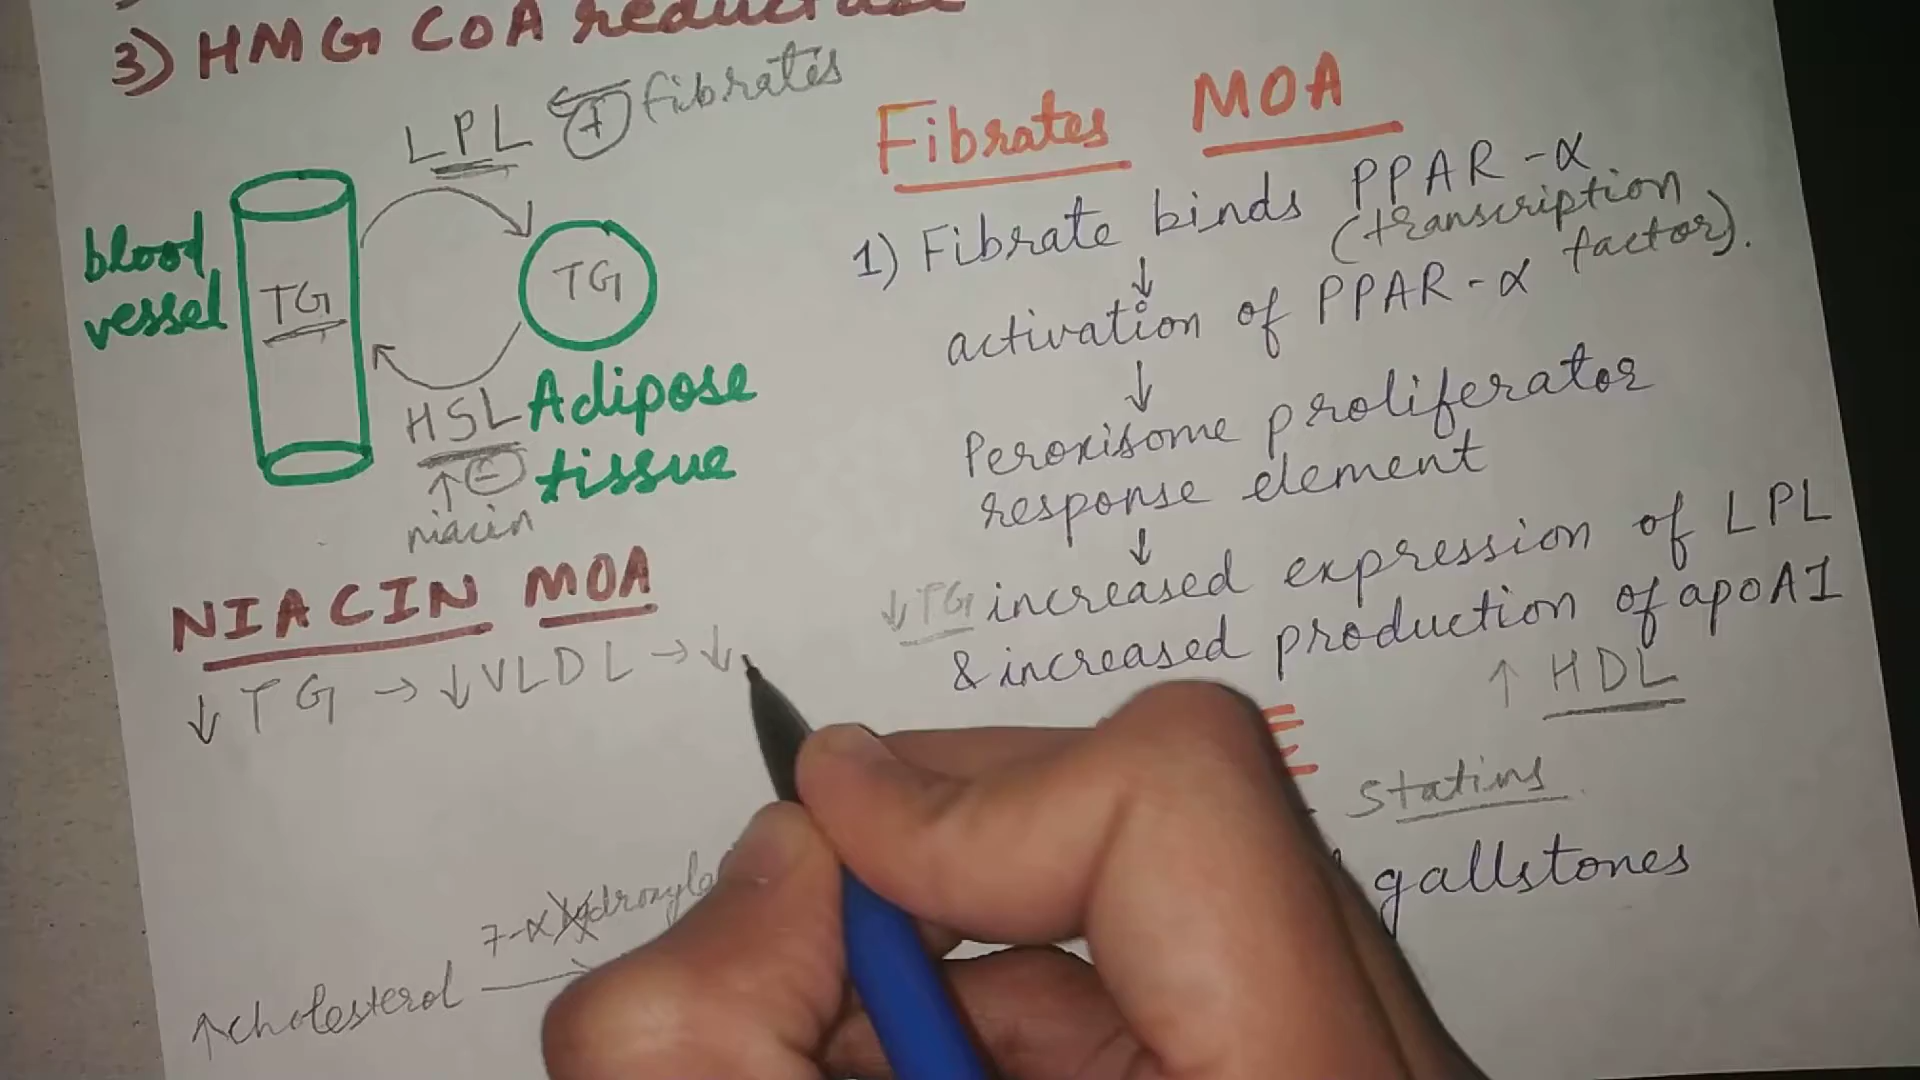 3) HMG COA reductase
LPL ← + fibrates
blood
vessel
TG
TG
HSL
Adipose
tissue
↑ -
niacin
NIACIN MOA
↓ TG → ↓ VLDL → ↓
7-α
↑cholesterol →
Fibrates MOA
1) Fibrate binds PPAR-α
(transcription
factor).
↓
activation of PPAR-α
↓
Peroxisome proliferator
response element
↓
↓TG increased expression of LPL
& increased production of apoA1
↑ HDL
statins
gallstones